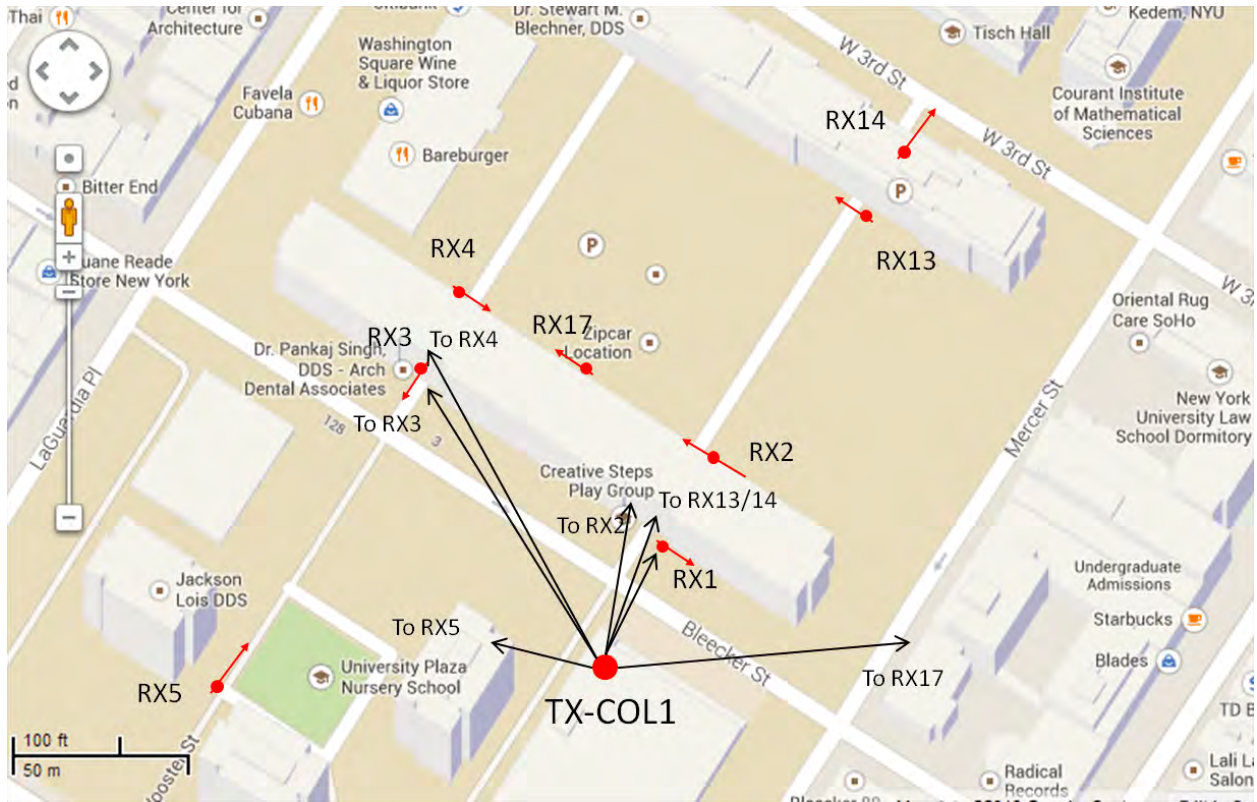 Thai
Center for
Architecture
Citibank
Dr. Stewart M.
Blechner, DDS
Tisch Hall
Kedem, NYU
Washington
Square Wine
& Liquor Store
W 3rd St
Courant Institute
of Mathematical
Sciences
Favela
Cubana
RX14
Bareburger
W 3rd St
Bitter End
P
RX4
P
RX13
uane Reade
Store New York
W 3r
Oriental Rug
Care SoHo
RX3
To RX4
RX17
Zipcar
Location
Dr. Pankaj Singh,
DDS - Arch
Dental Associates
LaGuardia Pl
Mercer St
New York
University Law
School Dormitory
To RX3
128
3
RX2
Creative Steps
Play Group
To RX13/14
To RX2
RX1
Undergraduate
Admissions
Jackson
Lois DDS
Starbucks
To RX5
Bleecker St
Blades
University Plaza
Nursery School
To RX17
RX5
TX-COL1
TD B
100 ft
50 m
ooster St
Lali La
Salon
Radical
Records